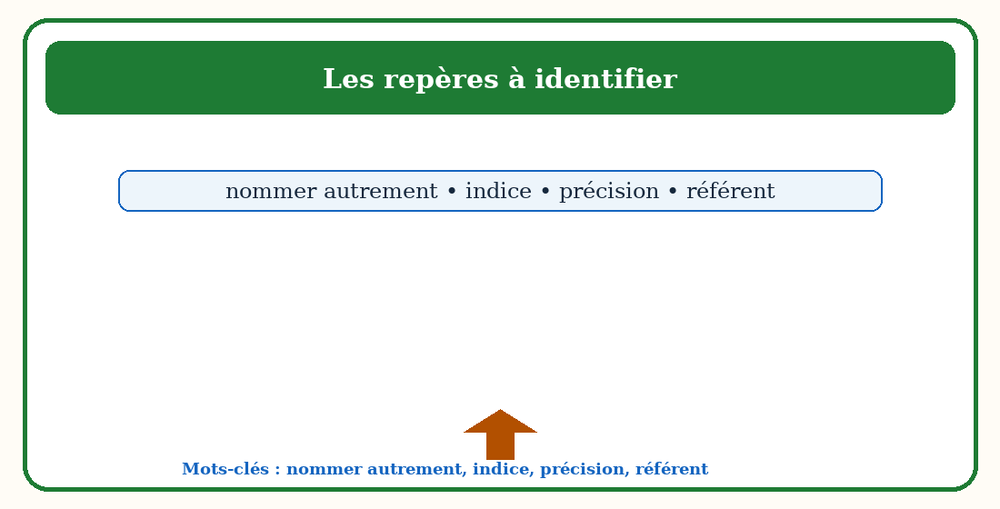 Les repères à identifier
nommer autrement • indice • précision • référent
Mots-clés : nommer autrement, indice, précision, référent